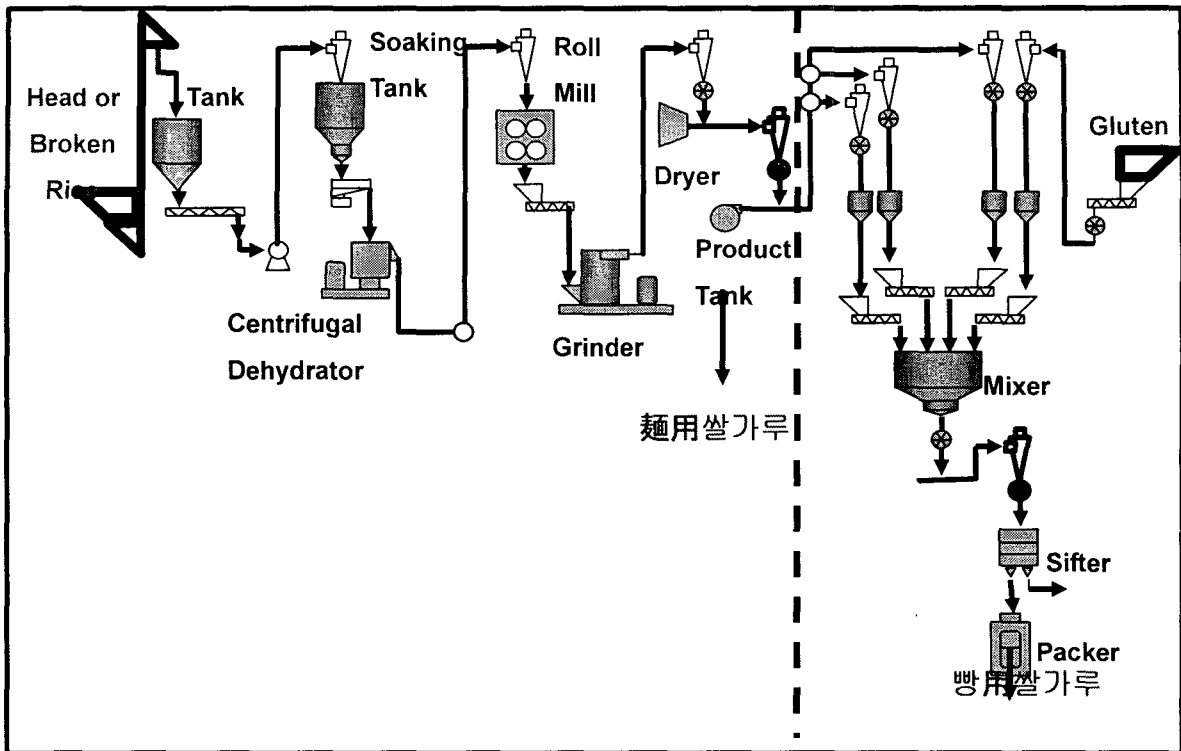 Head or
Broken
Ri
Tank
Soaking
Tank
Centrifugal
Dehydrator
Roll
Mill
Grinder
Dryer
Product
Tank
麵用쌀가루
Gluten
Mixer
Sifter
Packer
빵用쌀가루